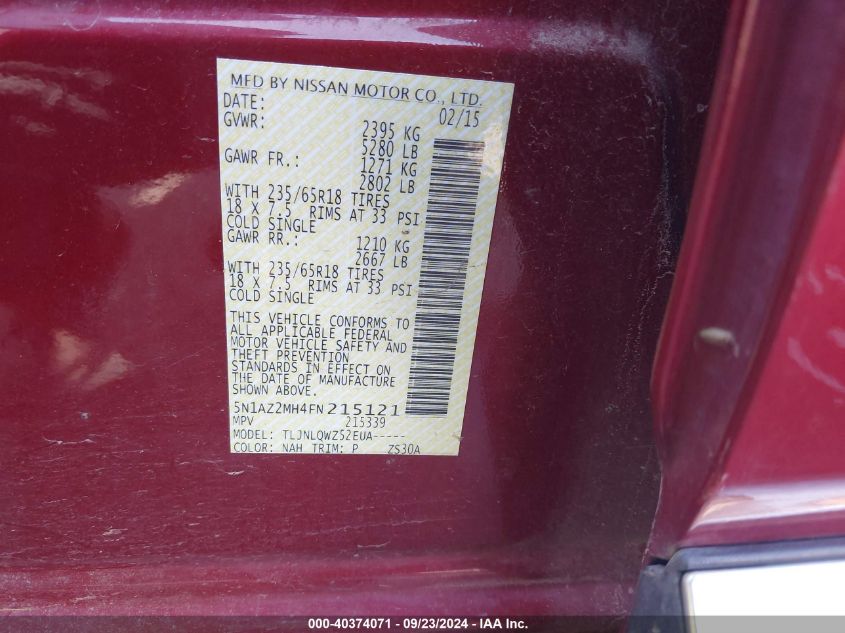 MFD BY NISSAN MOTOR CO., LTD.
DATE: 02/15
GVWR: 2395 KG
5280 LB
GAWR FR.: 1271 KG
2802 LB
WITH 235/65R18 TIRES
18 X 7.5 RIMS AT 33 PSI
COLD SINGLE
GAWR RR.: 1210 KG
2667 LB
WITH 235/65R18 TIRES
18 X 7.5 RIMS AT 33 PSI
COLD SINGLE
THIS VEHICLE CONFORMS TO
ALL APPLICABLE FEDERAL
MOTOR VEHICLE SAFETY AND
THEFT PREVENTION
STANDARDS IN EFFECT ON
THE DATE OF MANUFACTURE
SHOWN ABOVE.
5N1AZ2MH4FN215121
MPV 215339
MODEL: TLJNLQWZ52EUA-----
COLOR: NAH TRIM: P ZS30A
000-40374071 - 09/23/2024 - IAA Inc.